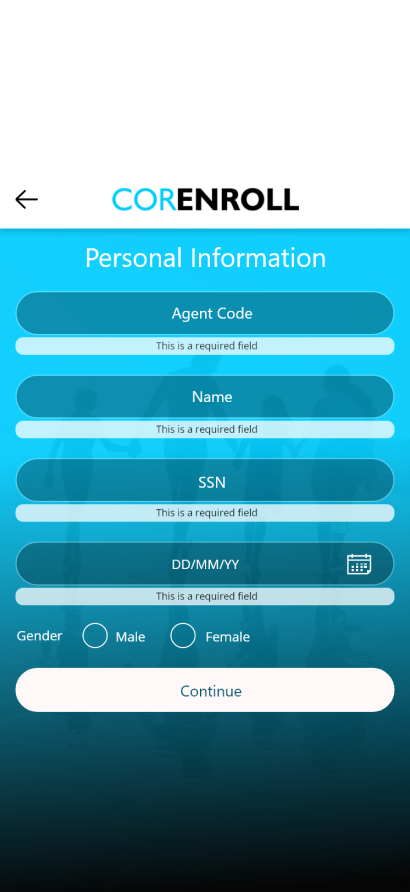 CORENROLL
Personal Information
Agent Code
This is a required field
Name
This is a required field
SSN
This is a required field
DD/MM/YY
This is a required field
Gender Male Female
Continue